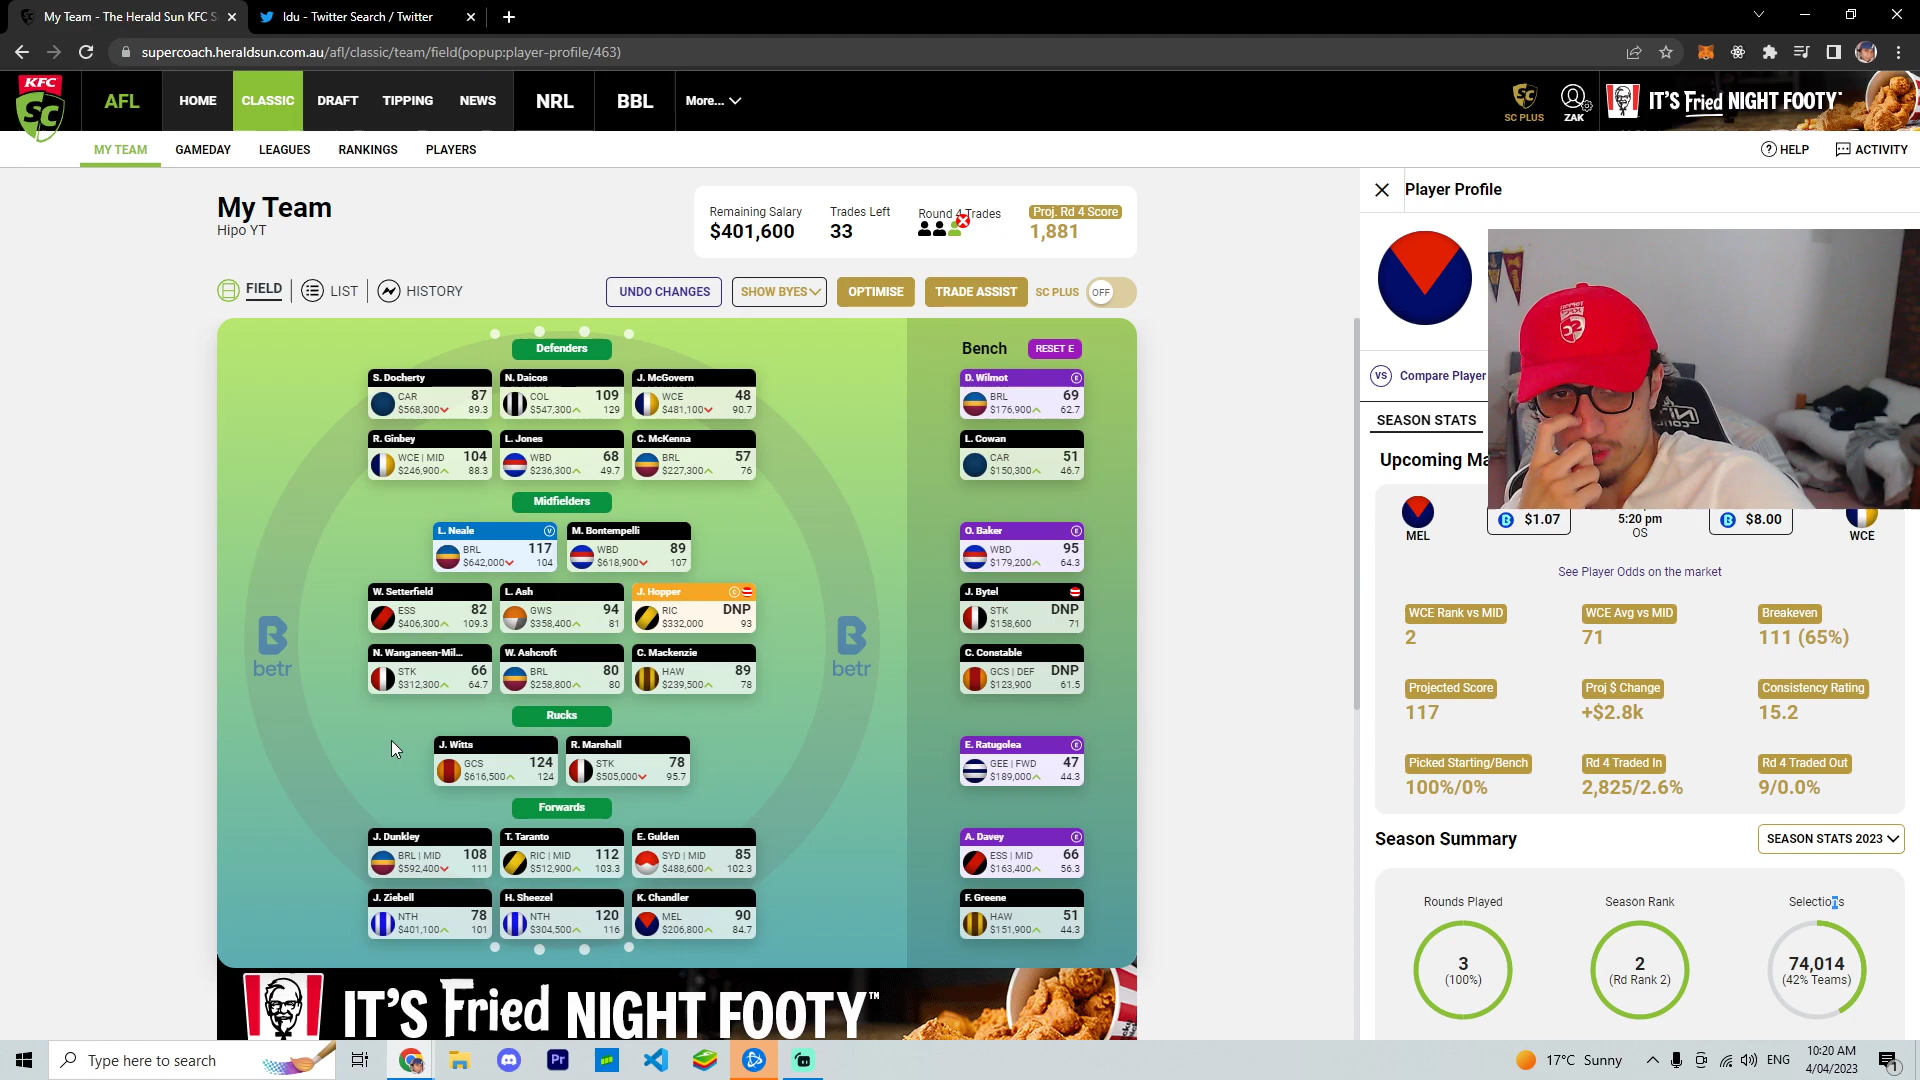 My Team - The Herald Sun KFC S
Idu - Twitter Search / Twitter
supercoach.heraldsun.com.au/afl/classic/team/field(popup:player-profile/463)
KFC
SC
AFL
HOME
CLASSIC
DRAFT
TIPPING
NEWS
NRL
BBL
More...
SC PLUS
ZAK
KFC
IT'S Fried NIGHT FOOTY™
MY TEAM
GAMEDAY
LEAGUES
RANKINGS
PLAYERS
HELP
ACTIVITY
My Team
Hipo YT
Remaining Salary
$401,600
Trades Left
33
Round 4 Trades
Proj. Rd 4 Score
1,881
FIELD
LIST
HISTORY
UNDO CHANGES
SHOW BYES
OPTIMISE
TRADE ASSIST
SC PLUS
OFF
Defenders
Bench
RESET E
S. Docherty
CAR 87
$568,300 89.3
N. Daicos
COL 109
$547,300 129
J. McGovern
WCE 48
$481,100 90.7
D. Wilmot E
BRL 69
$176,900 62.7
R. Ginbey
WCE | MID 104
$246,900 88.3
L. Jones
WBD 68
$236,300 49.7
C. McKenna
BRL 57
$227,300 76
L. Cowan
CAR 51
$150,300 46.7
Midfielders
L. Neale V
BRL 117
$642,000 104
M. Bontempelli
WBD 89
$618,900 107
O. Baker E
WBD 95
$179,200 64.3
W. Setterfield
ESS 82
$406,300 109.3
L. Ash
GWS 94
$358,400 81
J. Hopper C
RIC DNP
$332,000 93
J. Bytel
STK DNP
$158,600 71
N. Wanganeen-Mil...
STK 66
$312,300 64.7
W. Ashcroft
BRL 80
$258,800 80
C. Mackenzie
HAW 89
$239,500 78
C. Constable
GCS | DEF DNP
$123,900 61.5
betr
betr
Rucks
J. Witts
GCS 124
$616,500 124
R. Marshall
STK 78
$505,000 95.7
E. Ratugolea E
GEE | FWD 47
$189,000 44.3
Forwards
J. Dunkley
BRL | MID 108
$592,400 111
T. Taranto
RIC | MID 112
$512,900 103.3
E. Gulden
SYD | MID 85
$488,600 102.3
A. Davey E
ESS | MID 66
$163,400 56.3
J. Ziebell
NTH 78
$401,100 101
H. Sheezel
NTH 120
$304,500 116
K. Chandler
MEL 90
$206,800 84.7
F. Greene
HAW 51
$151,900 44.3
KFC
IT'S Fried NIGHT FOOTY™
Player Profile
VS Compare Player
SEASON STATS
Upcoming Ma
MEL
B $1.07
5:20 pm
OS
B $8.00
WCE
See Player Odds on the market
WCE Rank vs MID
2
WCE Avg vs MID
71
Breakeven
111 (65%)
Projected Score
117
Proj $ Change
+$2.8k
Consistency Rating
15.2
Picked Starting/Bench
100%/0%
Rd 4 Traded In
2,825/2.6%
Rd 4 Traded Out
9/0.0%
Season Summary
SEASON STATS 2023
Rounds Played
3
(100%)
Season Rank
2
(Rd Rank 2)
Selections
74,014
(42% Teams)
Type here to search
Pr
17°C Sunny
ENG
10:20 AM
4/04/2023
1